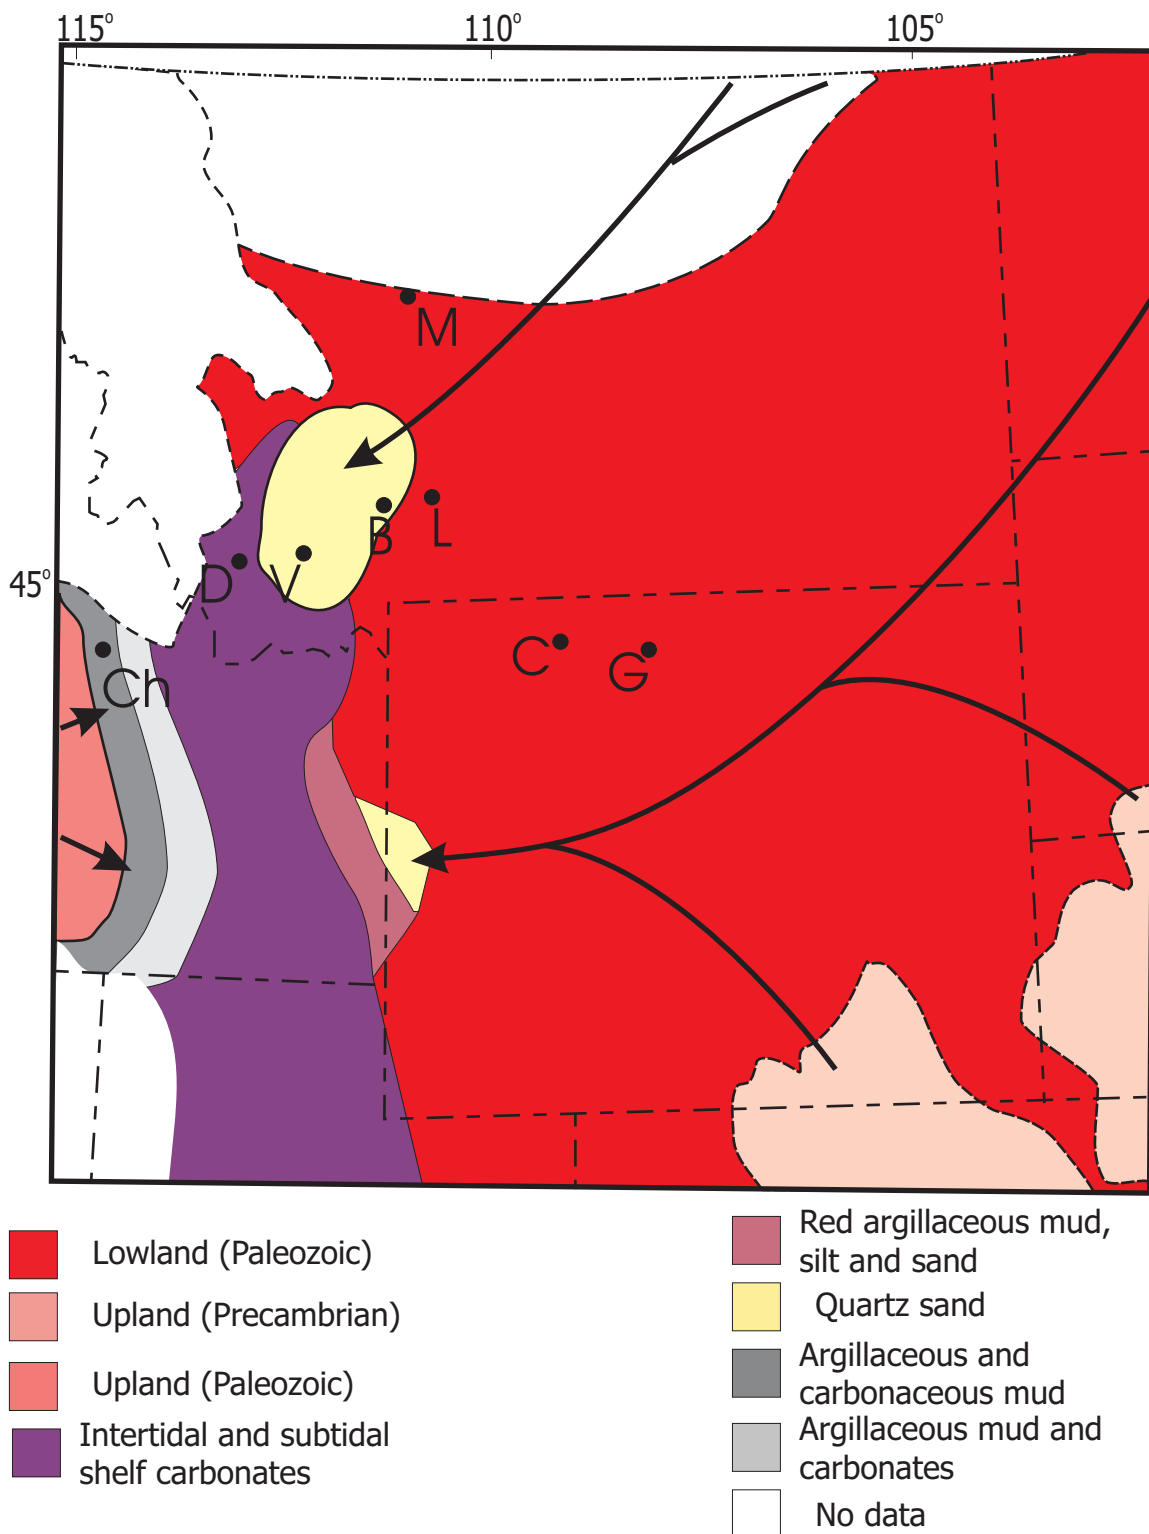 115° 110° 105°
M
B L
D V
45°
C G
Ch
Lowland (Paleozoic)
Upland (Precambrian)
Upland (Paleozoic)
Intertidal and subtidal
shelf carbonates
Red argillaceous mud,
silt and sand
Quartz sand
Argillaceous and
carbonaceous mud
Argillaceous mud and
carbonates
No data